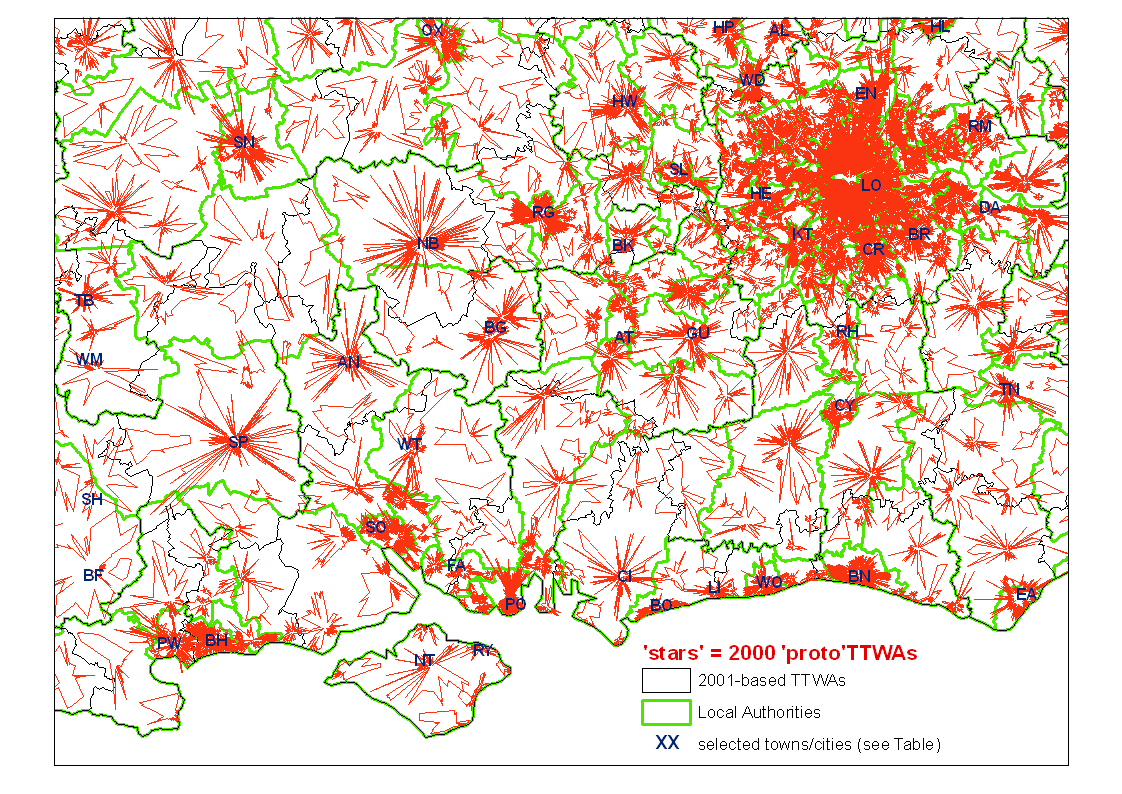 OX
HP
AL
HL
WD
HW
EN
RM
SN
SL
LO
HE
DA
RG
NB
BK
KT
BR
CR
TB
BG
AT
GU
RH
WM
AN
TN
CY
SP
WT
SH
SO
FA
BF
PO
CI
BO
LI
WO
BN
EA
PW
BH
NT
RY
'stars' = 2000 'proto'TTWAs
2001-based TTWAs
Local Authorities
XX selected towns/cities (see Table)